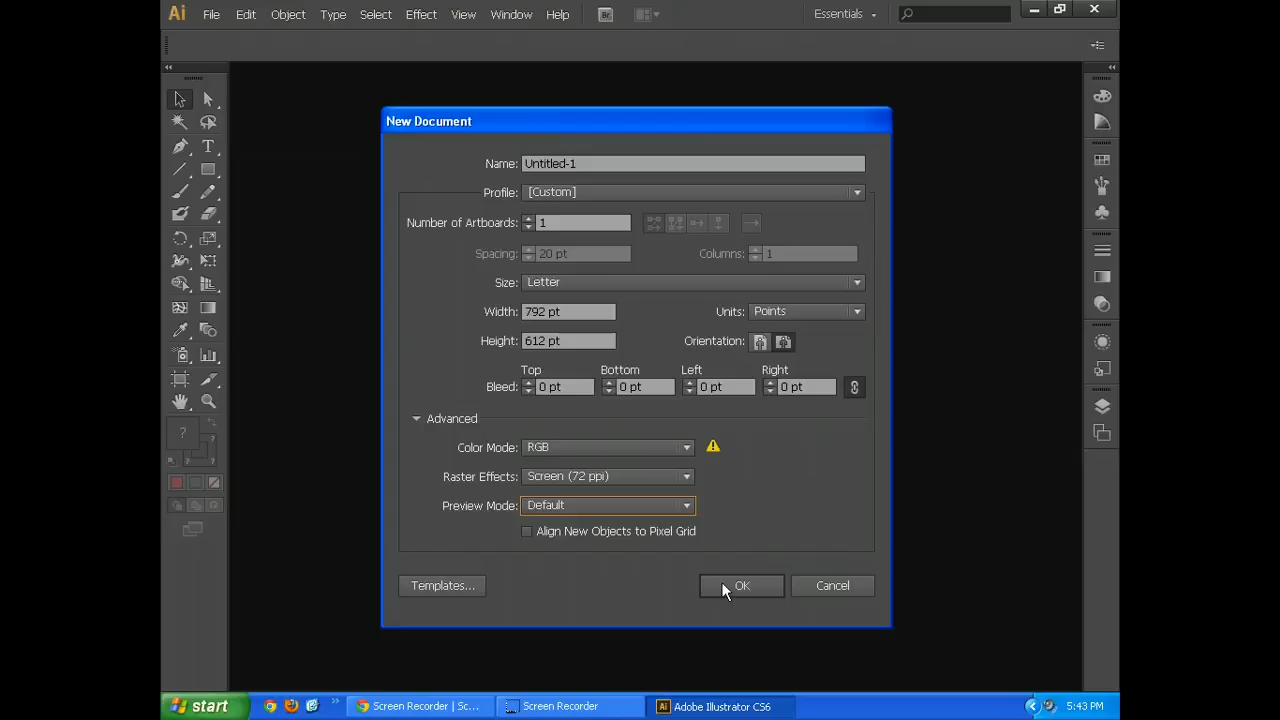 Ai File Edit Object Type Select Effect View Window Help Br Essentials
New Document
Name: Untitled-1
Profile: [Custom]
Number of Artboards: 1
Spacing: 20 pt Columns: 1
Size: Letter
Width: 792 pt Units: Points
Height: 612 pt Orientation:
Top Bottom Left Right
Bleed: 0 pt 0 pt 0 pt 0 pt
Advanced
Color Mode: RGB
Raster Effects: Screen (72 ppi)
Preview Mode: Default
Align New Objects to Pixel Grid
Templates... OK Cancel
start Screen Recorder | Sc... Screen Recorder Ai Adobe Illustrator CS6 5:43 PM